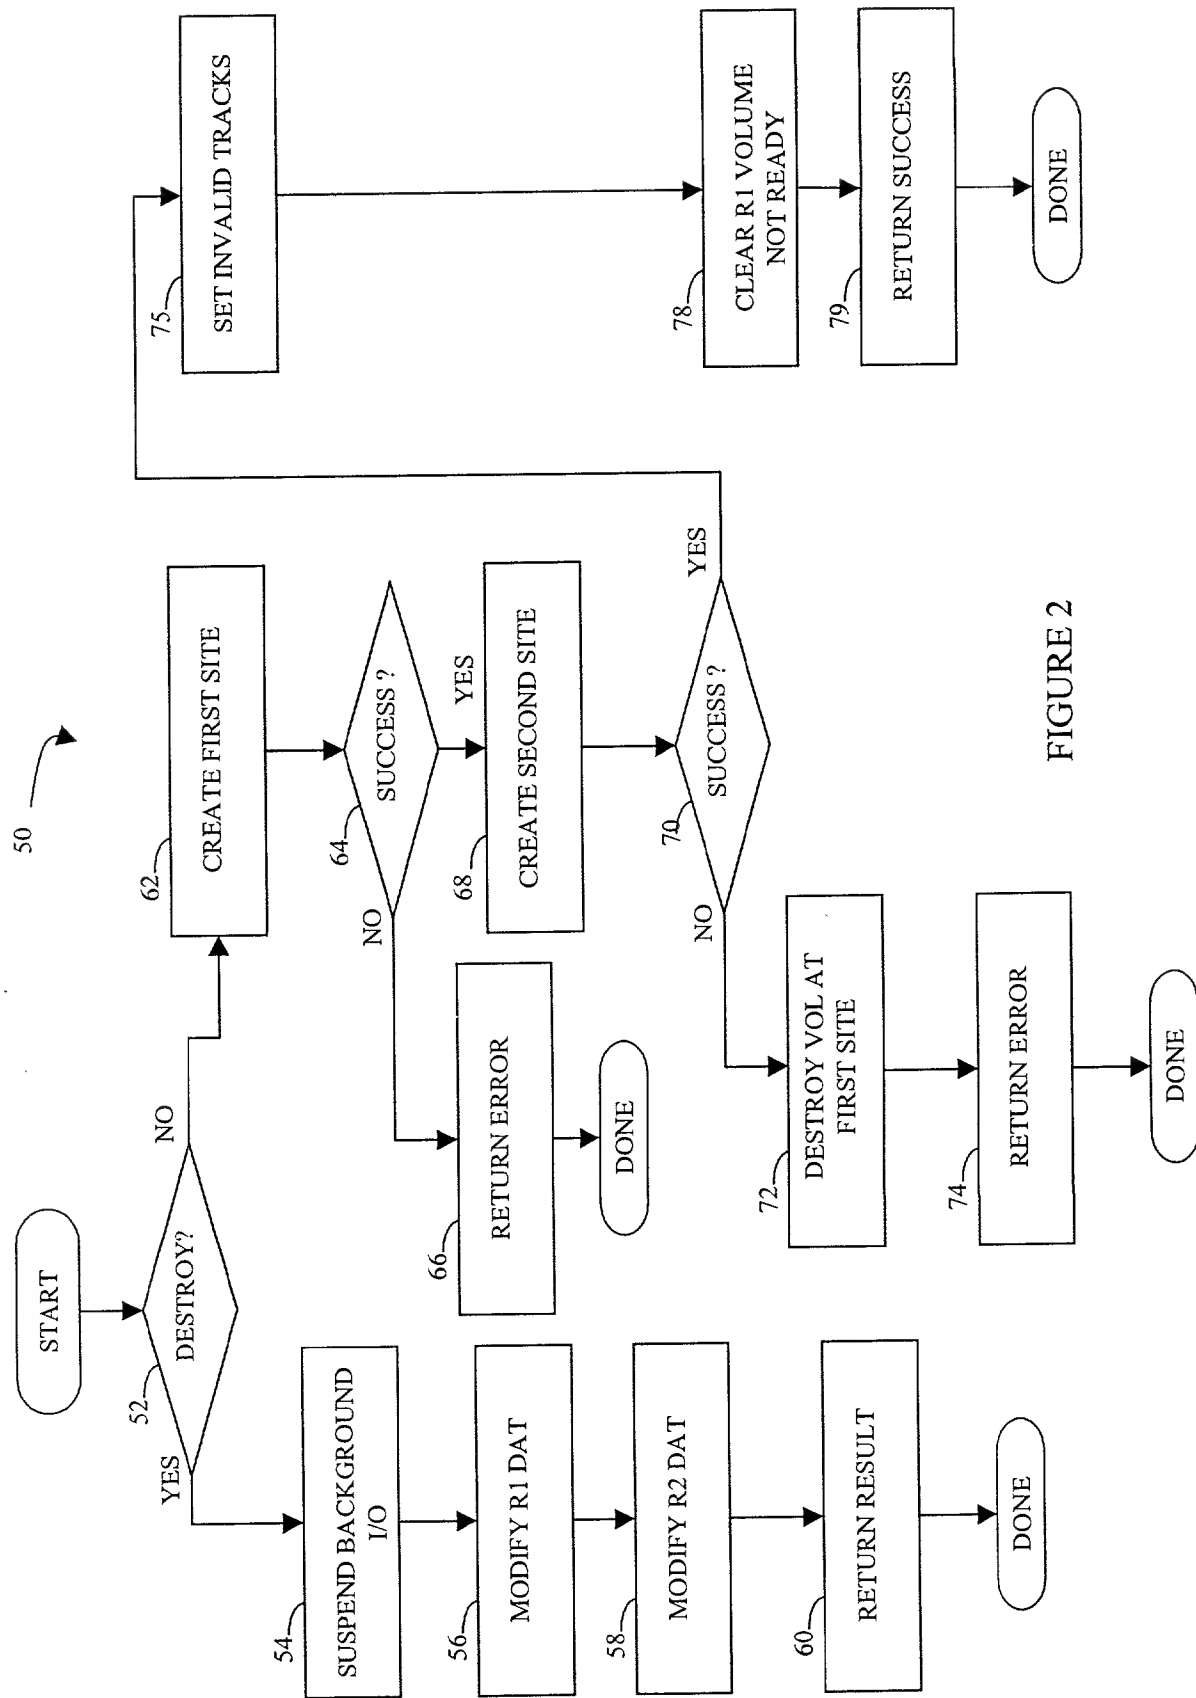 50
START
52
DESTROY?
YES
NO
54
SUSPEND BACKGROUND
I/O
56
MODIFY R1 DAT
58
MODIFY R2 DAT
60
RETURN RESULT
DONE
62
CREATE FIRST SITE
64
SUCCESS ?
NO
YES
66
RETURN ERROR
DONE
68
CREATE SECOND SITE
70
SUCCESS ?
NO
YES
72
DESTROY VOL AT
FIRST SITE
74
RETURN ERROR
DONE
75
SET INVALID TRACKS
78
CLEAR R1 VOLUME
NOT READY
79
RETURN SUCCESS
DONE
FIGURE 2